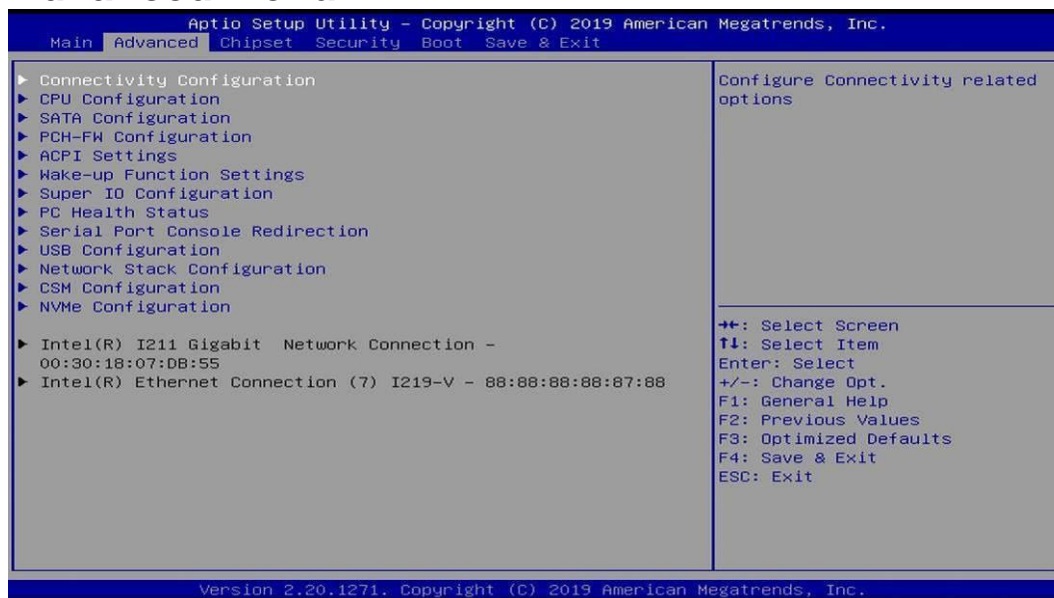 Aptio Setup Utility – Copyright (C) 2019 American Megatrends, Inc.
Main Advanced Chipset Security Boot Save & Exit
▶ Connectivity Configuration
▶ CPU Configuration
▶ SATA Configuration
▶ PCH-FW Configuration
▶ ACPI Settings
▶ Wake-up Function Settings
▶ Super IO Configuration
▶ PC Health Status
▶ Serial Port Console Redirection
▶ USB Configuration
▶ Network Stack Configuration
▶ CSM Configuration
▶ NVMe Configuration
▶ Intel(R) I211 Gigabit Network Connection –
00:30:18:07:DB:55
▶ Intel(R) Ethernet Connection (7) I219-V – 88:88:88:88:87:88
Configure Connectivity related
options
→←: Select Screen
↑↓: Select Item
Enter: Select
+/-: Change Opt.
F1: General Help
F2: Previous Values
F3: Optimized Defaults
F4: Save & Exit
ESC: Exit
Version 2.20.1271. Copyright (C) 2019 American Megatrends, Inc.